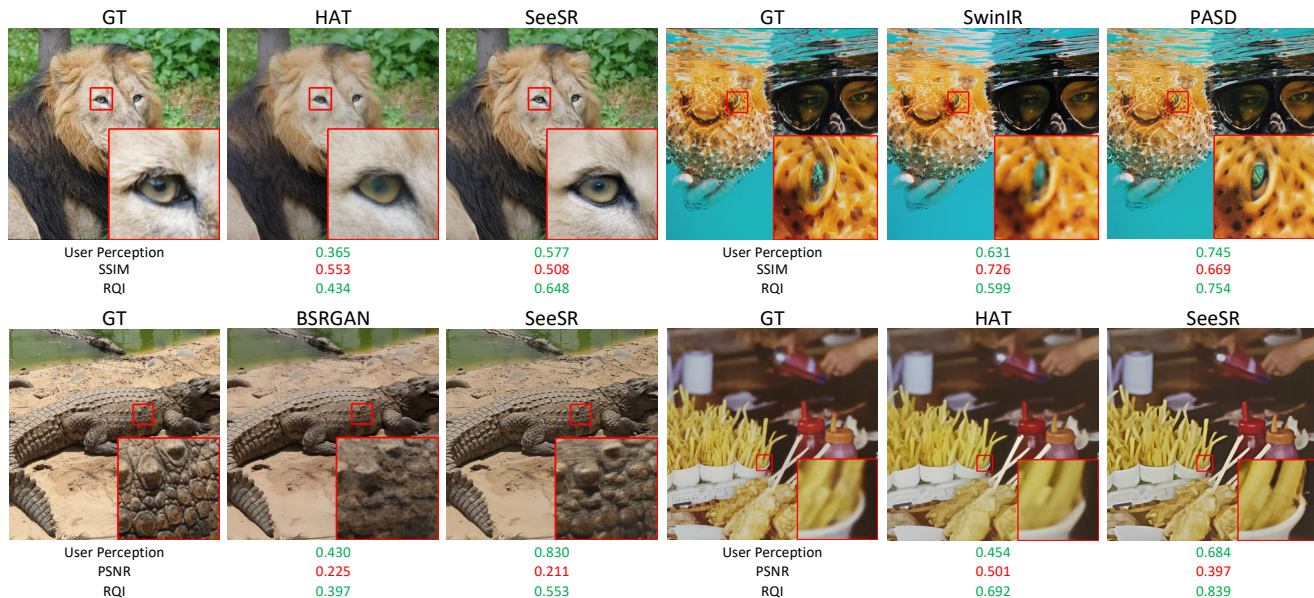 GT HAT SeeSR GT SwinIR PASD
User Perception 0.365 0.577 User Perception 0.631 0.745
SSIM 0.553 0.508 SSIM 0.726 0.669
RQI 0.434 0.648 RQI 0.599 0.754
GT BSRGAN SeeSR GT HAT SeeSR
User Perception 0.430 0.830 User Perception 0.454 0.684
PSNR 0.225 0.211 PSNR 0.501 0.397
RQI 0.397 0.553 RQI 0.692 0.839